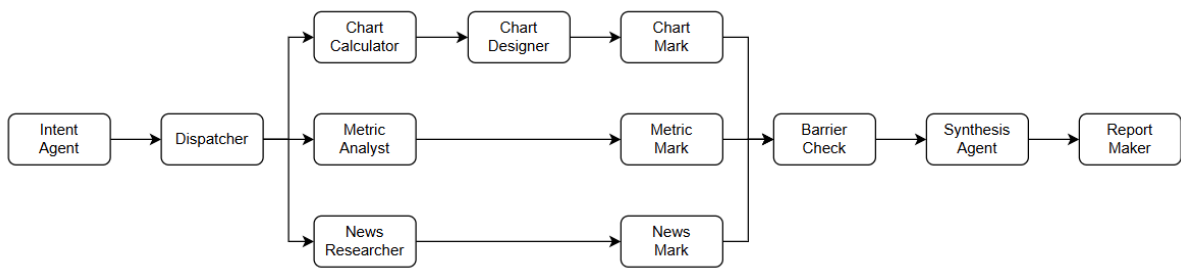 Chart
Calculator
Chart
Designer
Chart
Mark
Intent
Agent
Dispatcher
Metric
Analyst
Metric
Mark
Barrier
Check
Synthesis
Agent
Report
Maker
News
Researcher
News
Mark